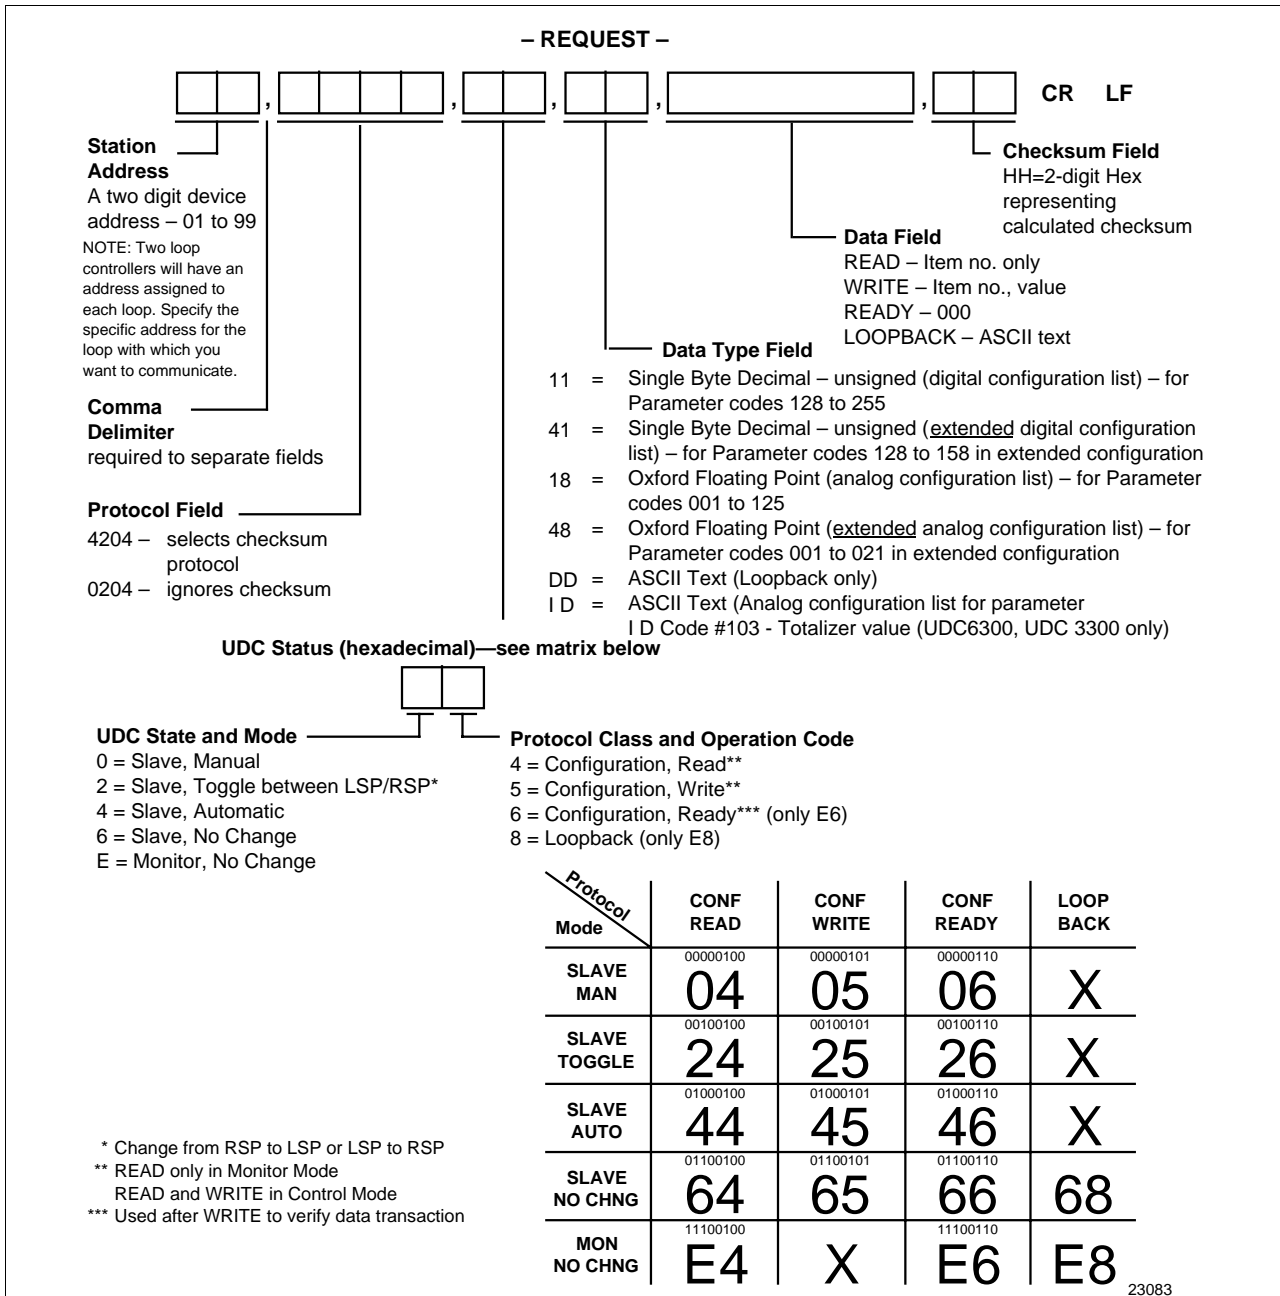 – REQUEST –
, , , , , CR LF
Station
Address
A two digit device
address – 01 to 99
NOTE: Two loop
controllers will have an
address assigned to
each loop. Specify the
specific address for the
loop with which you
want to communicate.
Checksum Field
HH=2-digit Hex
representing
calculated checksum
Data Field
READ – Item no. only
WRITE – Item no., value
READY – 000
LOOPBACK – ASCII text
Data Type Field
11 = Single Byte Decimal – unsigned (digital configuration list) – for
Parameter codes 128 to 255
41 = Single Byte Decimal – unsigned (extended digital configuration
list) – for Parameter codes 128 to 158 in extended configuration
18 = Oxford Floating Point (analog configuration list) – for Parameter
codes 001 to 125
48 = Oxford Floating Point (extended analog configuration list) – for
Parameter codes 001 to 021 in extended configuration
DD = ASCII Text (Loopback only)
I D = ASCII Text (Analog configuration list for parameter
I D Code #103 - Totalizer value (UDC6300, UDC 3300 only)
Comma
Delimiter
required to separate fields
Protocol Field
4204 – selects checksum
protocol
0204 – ignores checksum
UDC Status (hexadecimal)—see matrix below
UDC State and Mode
0 = Slave, Manual
2 = Slave, Toggle between LSP/RSP*
4 = Slave, Automatic
6 = Slave, No Change
E = Monitor, No Change
Protocol Class and Operation Code
4 = Configuration, Read**
5 = Configuration, Write**
6 = Configuration, Ready*** (only E6)
8 = Loopback (only E8)
Protocol
Mode
CONF
READ
CONF
WRITE
CONF
READY
LOOP
BACK
SLAVE
MAN
00000100 00000101 00000110
04 05 06 X
SLAVE
TOGGLE
00100100 00100101 00100110
24 25 26 X
SLAVE
AUTO
01000100 01000101 01000110
44 45 46 X
SLAVE
NO CHNG
01100100 01100101 01100110
64 65 66 68
MON
NO CHNG
11100100 11100110
E4 X E6 E8
* Change from RSP to LSP or LSP to RSP
** READ only in Monitor Mode
READ and WRITE in Control Mode
*** Used after WRITE to verify data transaction
23083